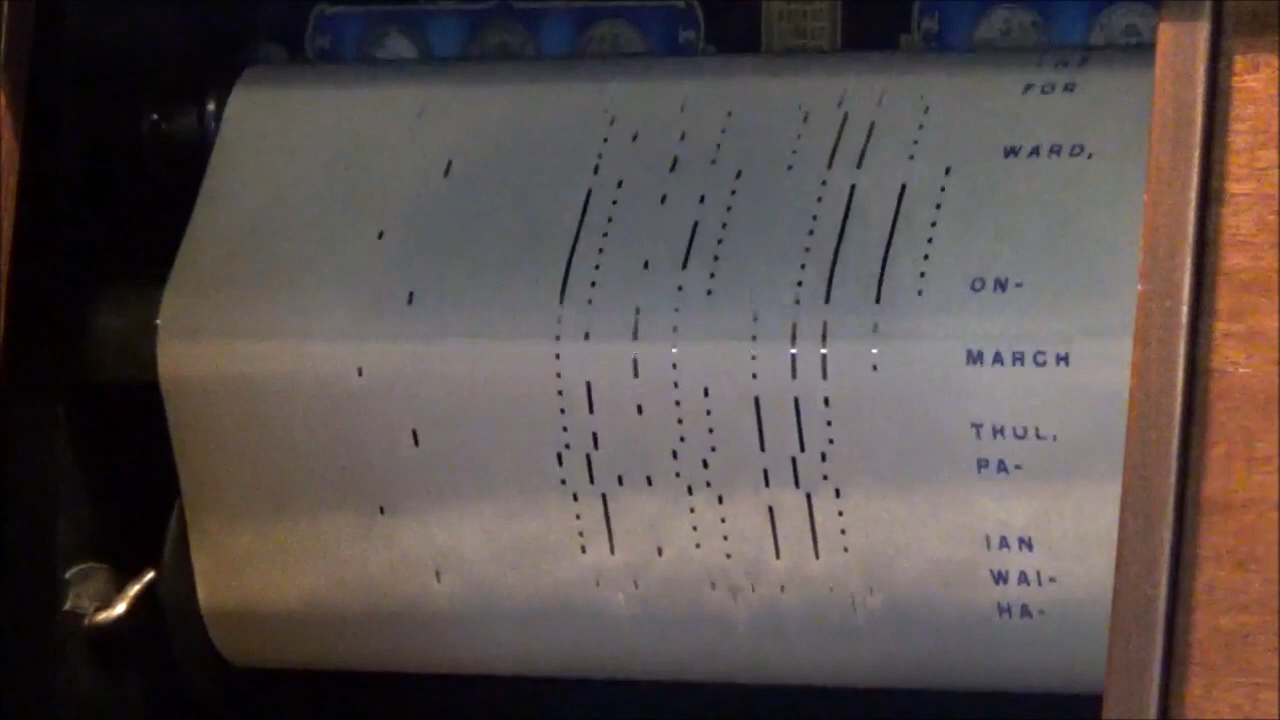 FOR
WARD,
ON-
MARCH
THUL,
PA-
IAN
WAI-
HA-